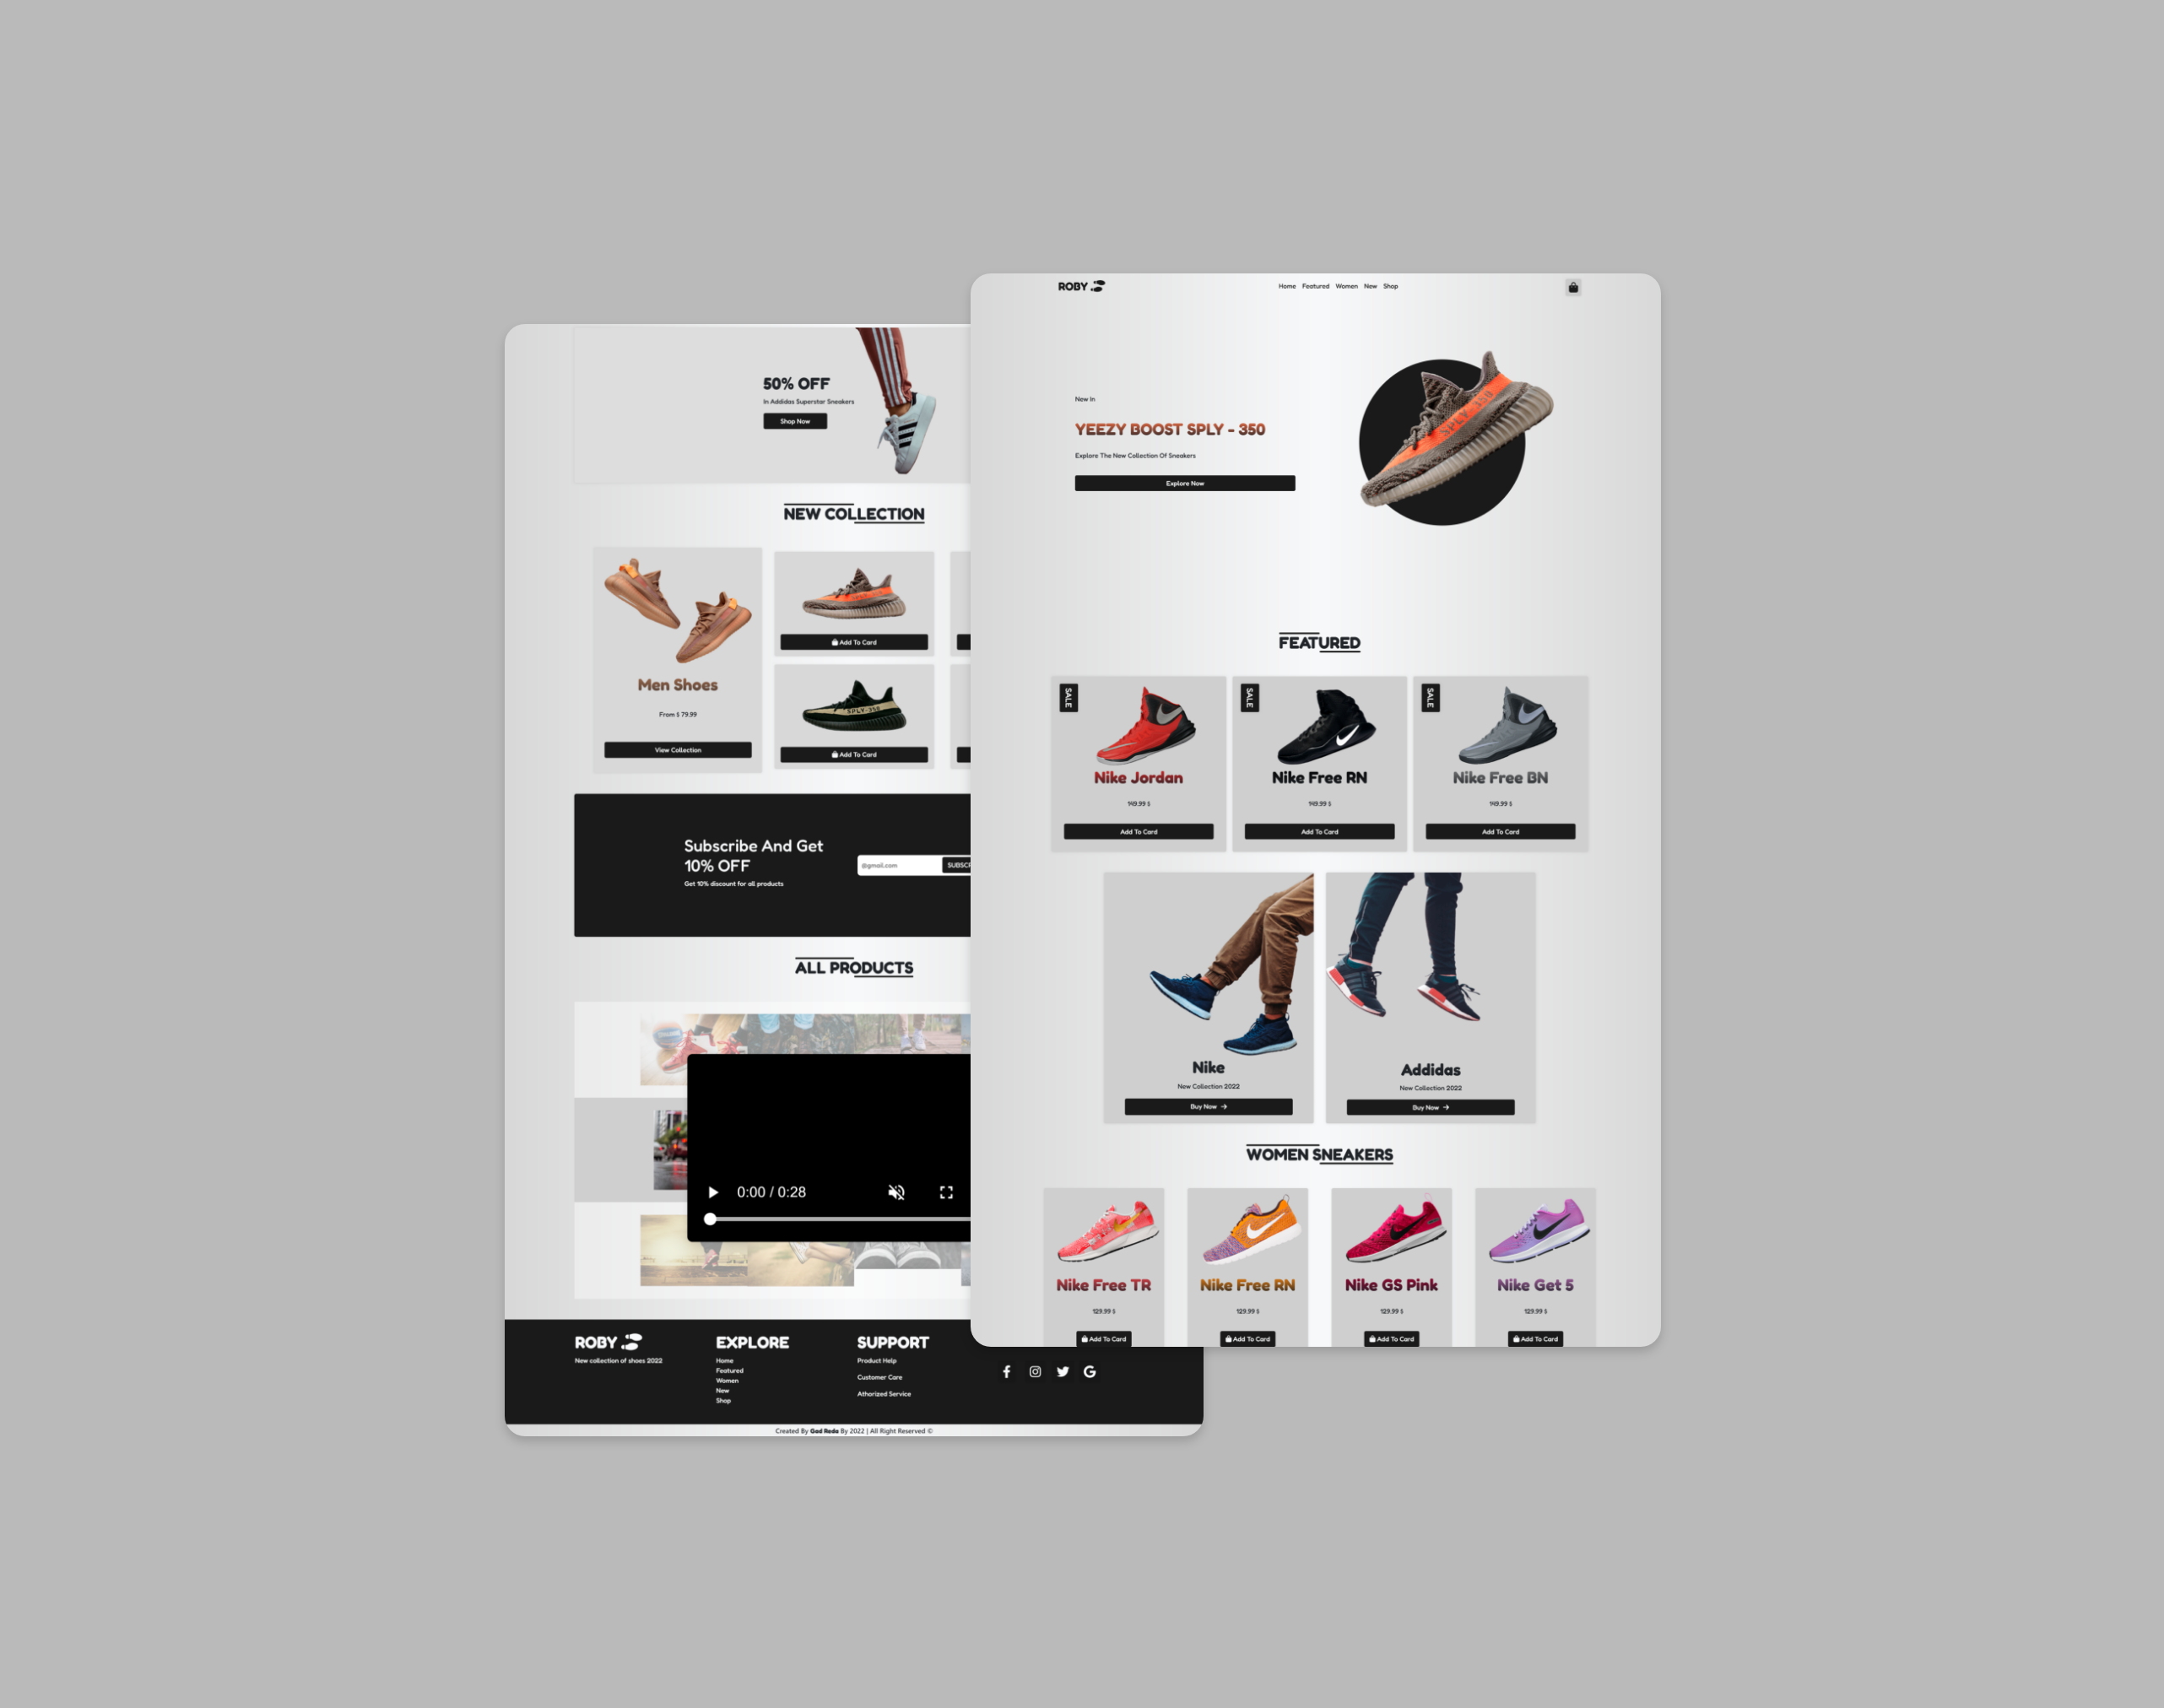 ROBY
Home Featured Women New Shop
New In
YEEZY BOOST SPLY - 350
Explore The New Collection Of Sneakers
Explore Now
SPLY-350
FEATURED
SALE
SALE
SALE
Nike Jordan
149.99 $
Add To Card
Nike Free RN
149.99 $
Add To Card
Nike Free BN
149.99 $
Add To Card
Nike
New Collection 2022
Buy Now
Addidas
New Collection 2022
Buy Now
WOMEN SNEAKERS
Nike Free TR
129.99 $
Add To Card
Nike Free RN
129.99 $
Add To Card
Nike GS Pink
129.99 $
Add To Card
Nike Get 5
129.99 $
Add To Card
50% OFF
In Addidas Superstar Sneakers
Shop Now
NEW COLLECTION
Men Shoes
From $ 79.99
View Collection
Add To Card
SPLY-350
Add To Card
Subscribe And Get
10% OFF
Get 10% discount for all products
@gmail.com
SUBSC
ALL PRODUCTS
0:00 / 0:28
ROBY
New collection of shoes 2022
EXPLORE
Home
Featured
Women
New
Shop
SUPPORT
Product Help
Customer Care
Athorized Service
Created By Gad Reda By 2022 | All Right Reserved ©